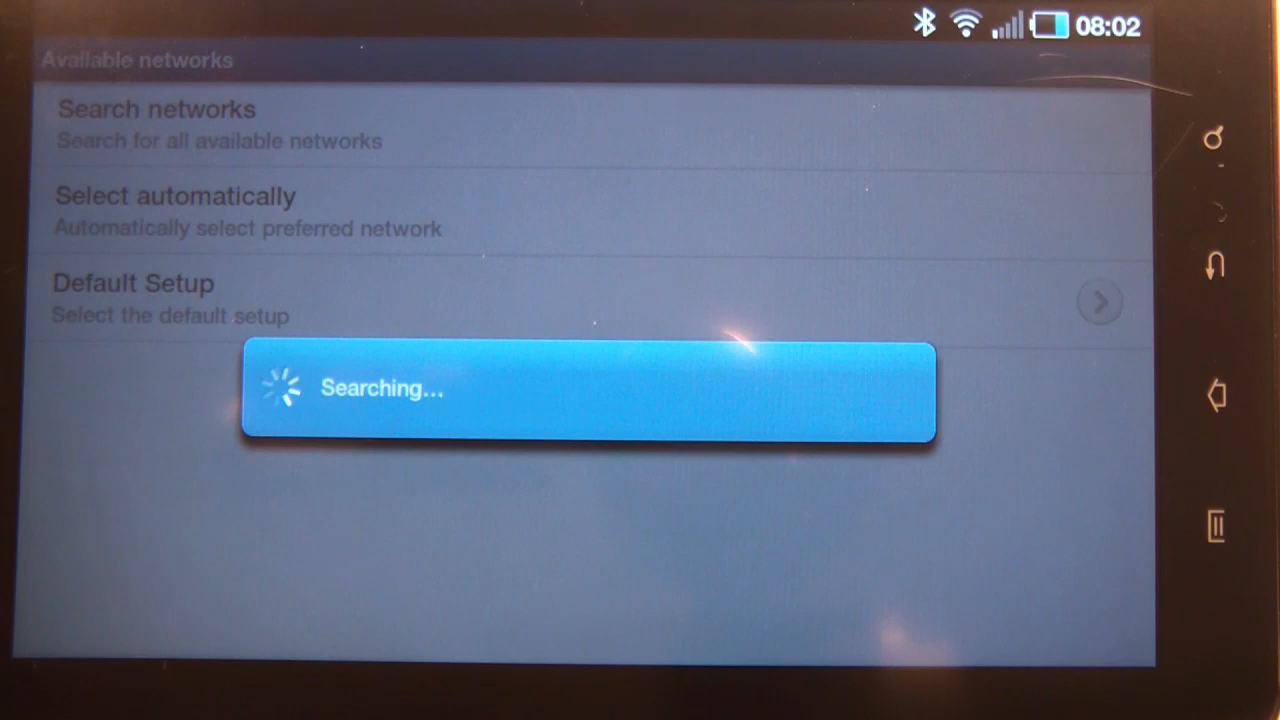 08:02
Available networks
Search networks
Search for all available networks
Select automatically
Automatically select preferred network
Default Setup
Select the default setup
Searching...